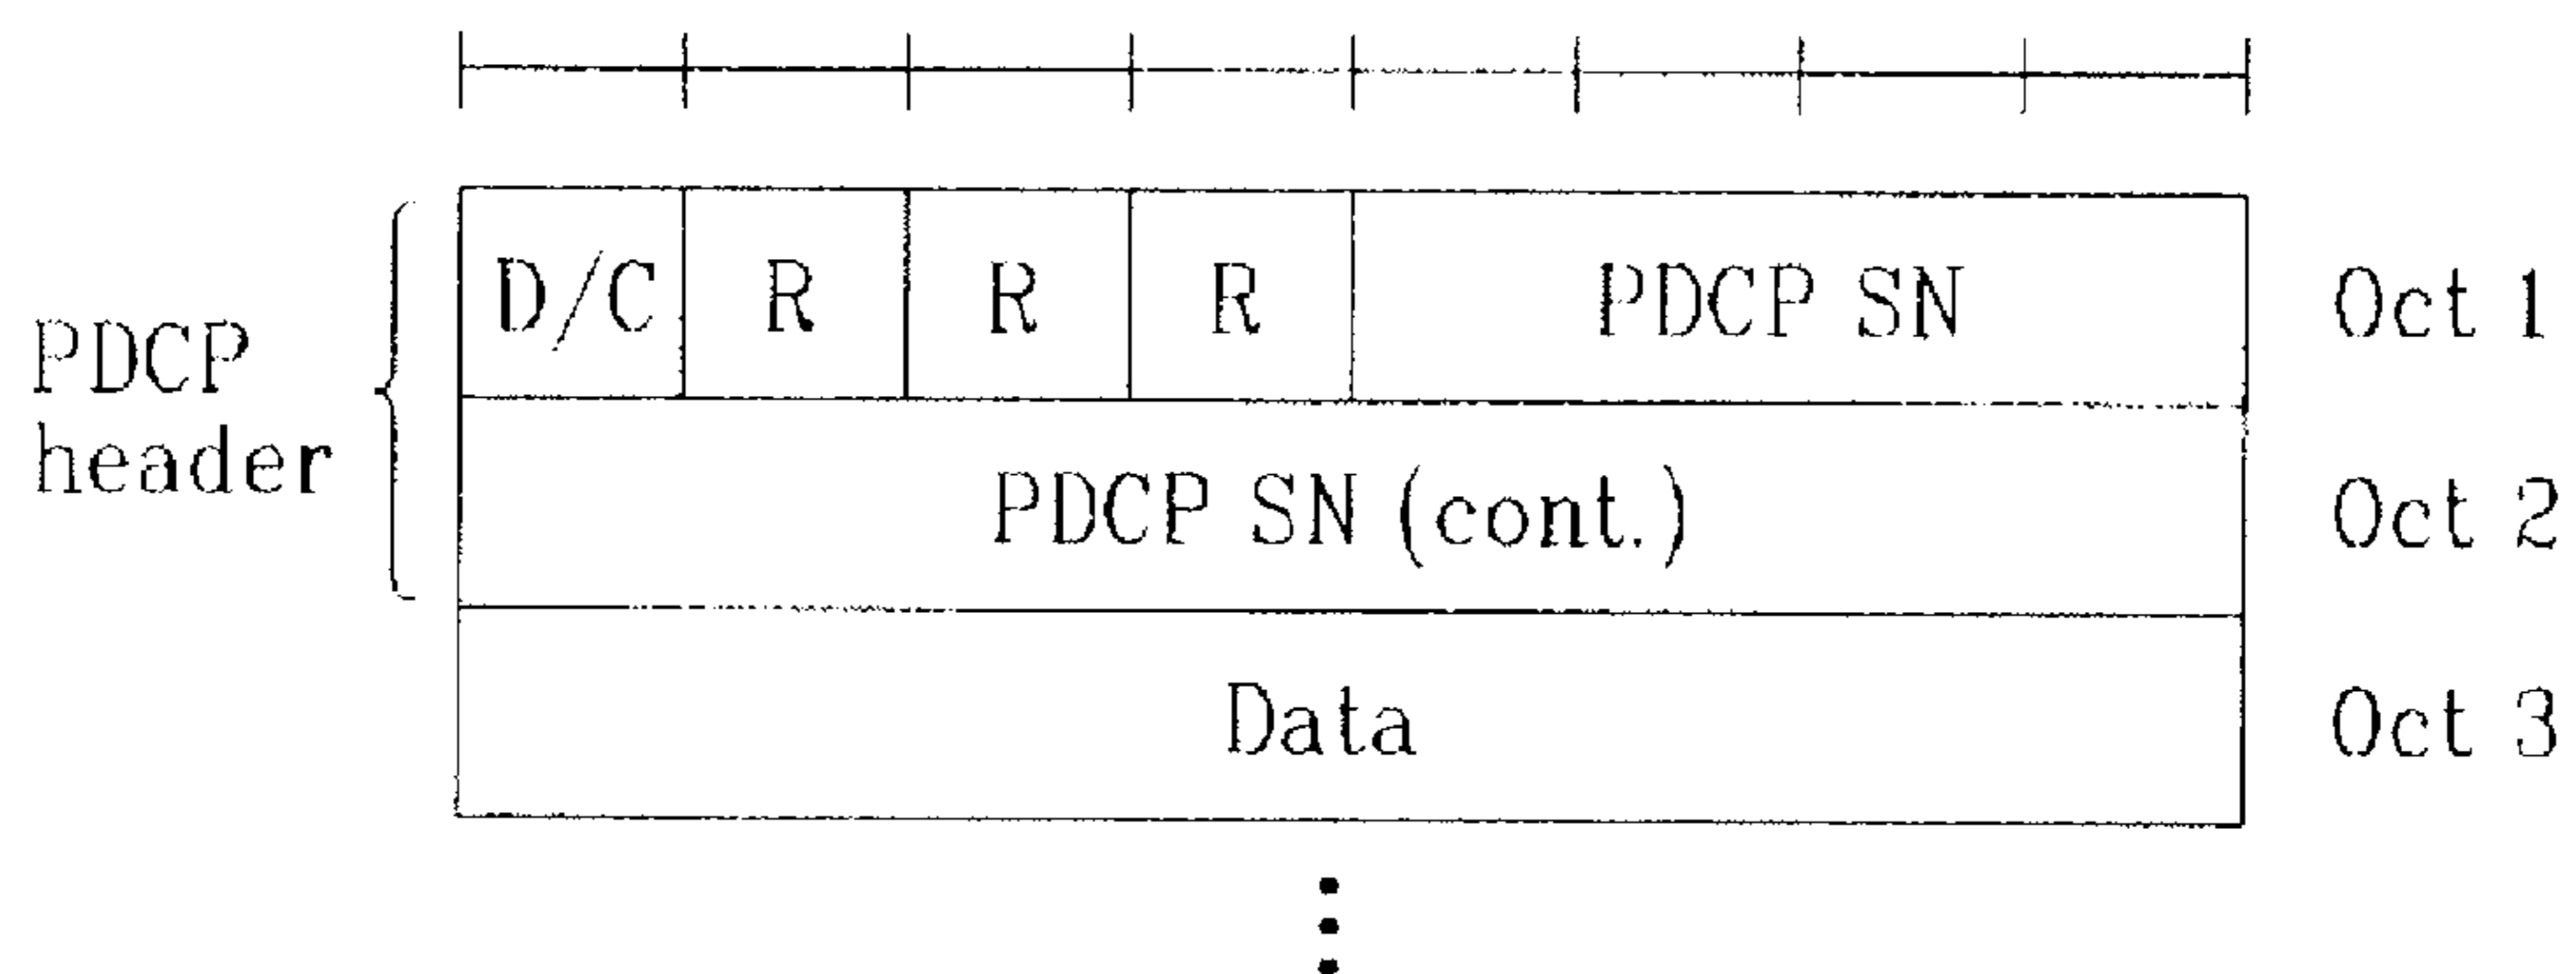 D/C R R R PDCP SN Oct 1
PDCP
header
PDCP SN (cont.) Oct 2
Data Oct 3